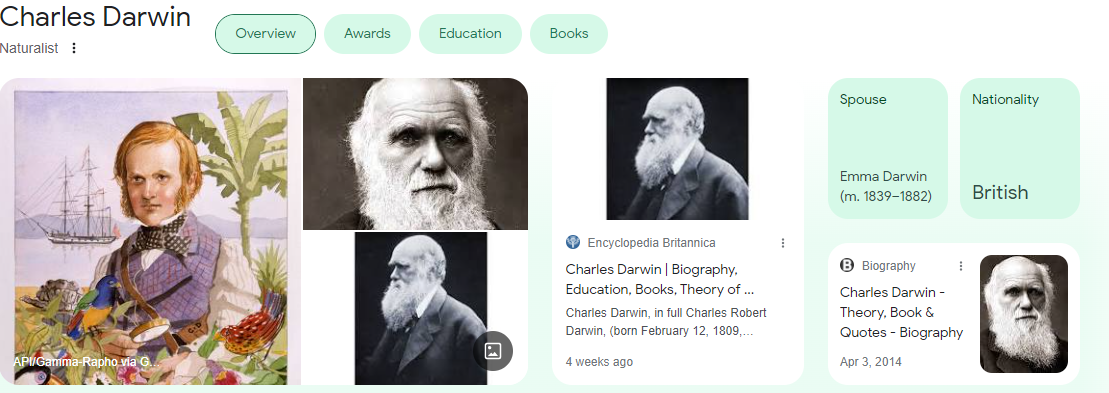 Charles Darwin
Naturalist
Overview
Awards
Education
Books
API/Gamma-Rapho via G...
Encyclopedia Britannica
Charles Darwin | Biography,
Education, Books, Theory of ...
Charles Darwin, in full Charles Robert
Darwin, (born February 12, 1809,...
4 weeks ago
Spouse
Emma Darwin
(m. 1839–1882)
Nationality
British
Biography
Charles Darwin -
Theory, Book &
Quotes - Biography
Apr 3, 2014